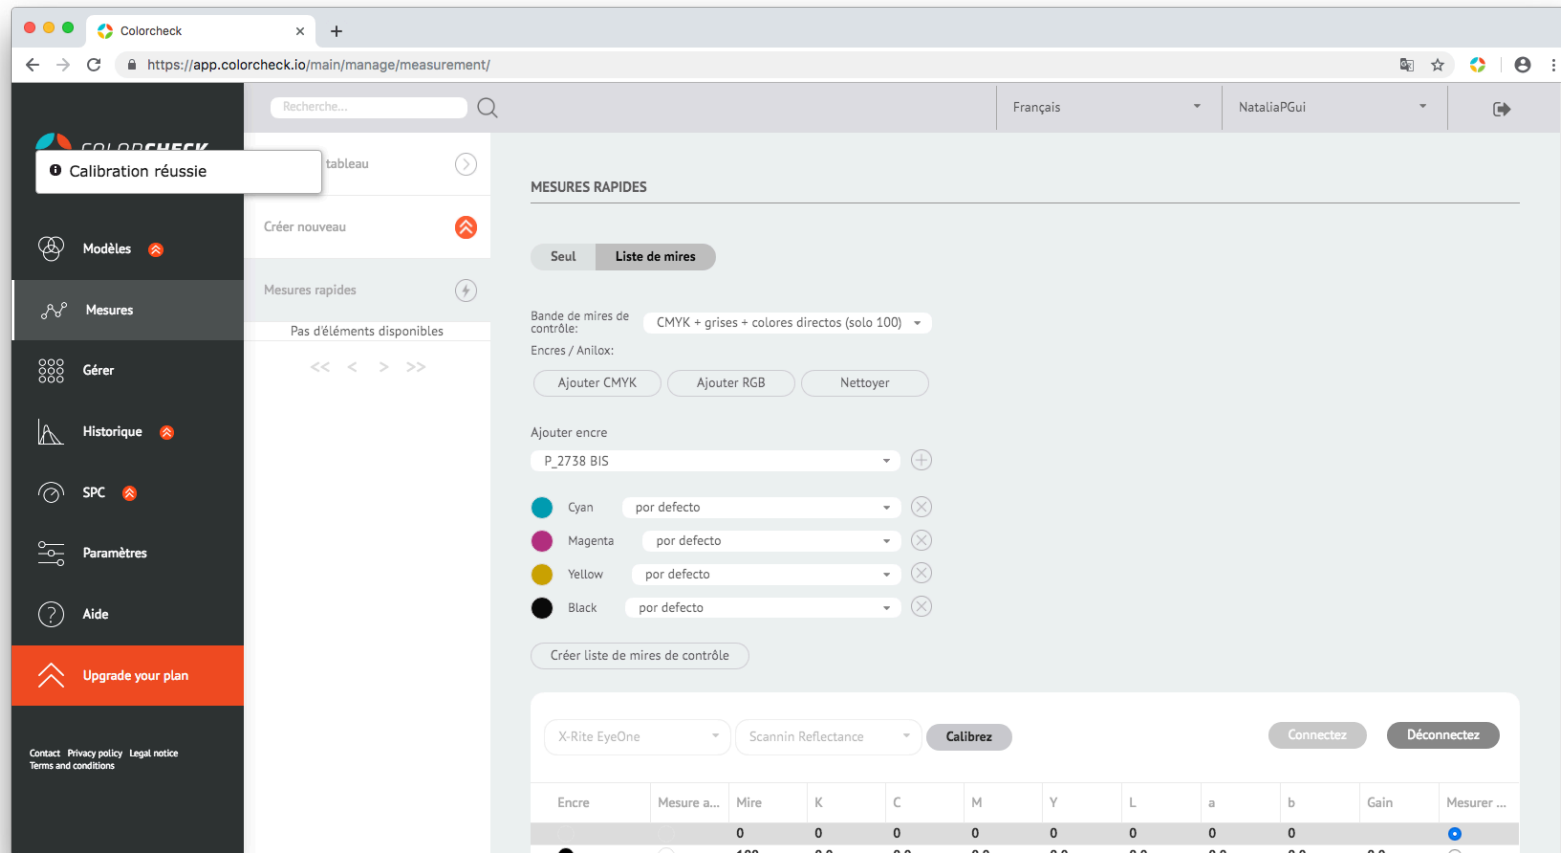 Colorcheck
https://app.colorcheck.io/main/manage/measurement/
Recherche...
Français
NataliaPGui
COLORCHECK
Calibration réussie
tableau
Créer nouveau
Mesures rapides
Pas d'éléments disponibles
<< < > >>
Modèles
Mesures
Gérer
Historique
SPC
Paramètres
Aide
Upgrade your plan
Contact Privacy policy Legal notice
Terms and conditions
MESURES RAPIDES
Seul Liste de mires
Bande de mires de
contrôle:
CMYK + grises + colores directos (solo 100)
Encres / Anilox:
Ajouter CMYK Ajouter RGB Nettoyer
Ajouter encre
P_2738 BIS
Cyan por defecto
Magenta por defecto
Yellow por defecto
Black por defecto
Créer liste de mires de contrôle
X-Rite EyeOne Scannin Reflectance Calibrez Connectez Déconnectez
Encre Mesure a... Mire K C M Y L a b Gain Mesurer ...
0 0 0 0 0 0 0 0